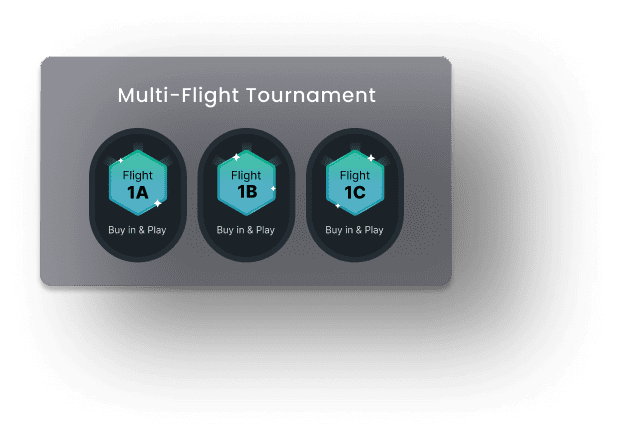 Multi-Flight Tournament
Flight
1A
Buy in & Play
Flight
1B
Buy in & Play
Flight
1C
Buy in & Play